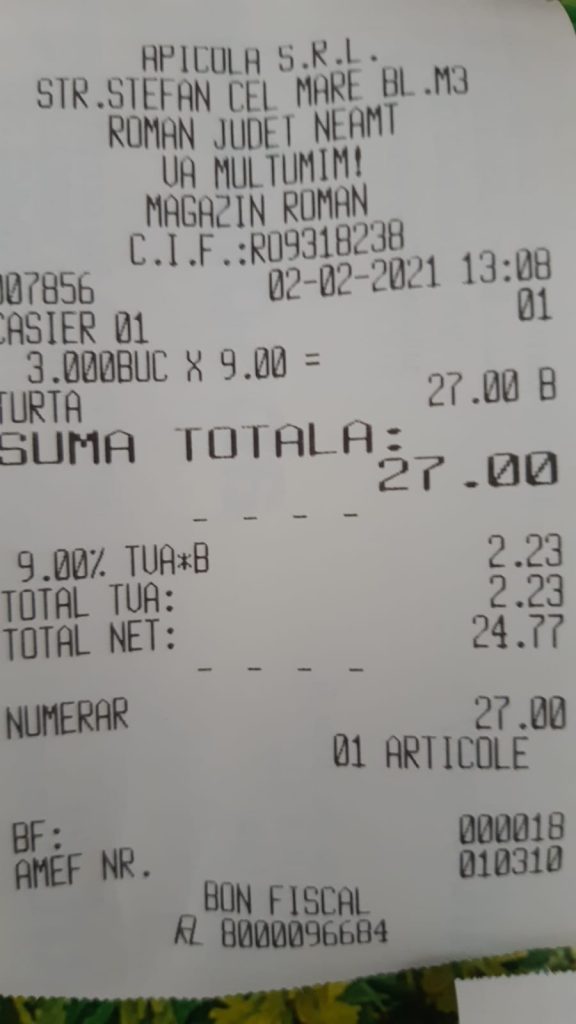 APICOLA S.R.L.
STR.STEFAN CEL MARE BL.M3
ROMAN JUDET NEAMT
VA MULTUMIM!
MAGAZIN ROMAN
C.I.F.:RO9318238
007856 02-02-2021 13:08
CASIER 01 01
3.000BUC X 9.00 =
TURTA 27.00 B
SUMA TOTALA:
27.00
- - - -
9.00% TVA*B 2.23
TOTAL TVA: 2.23
TOTAL NET: 24.77
- - - -
NUMERAR 27.00
01 ARTICOLE
BF: 000018
AMEF NR. 010310
BON FISCAL
8000096684